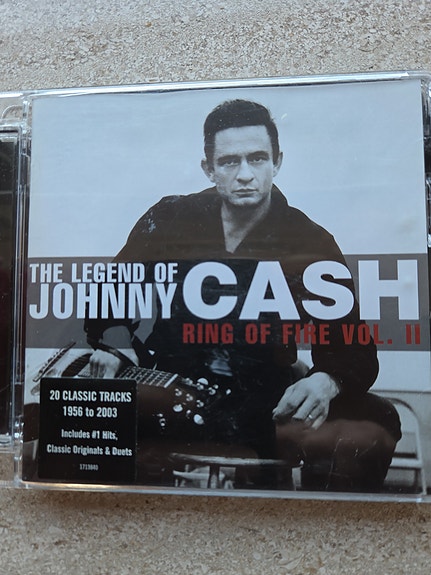 THE LEGEND OF
JOHNNY CASH
RING OF FIRE VOL. II
20 CLASSIC TRACKS
1956 to 2003
Includes #1 Hits,
Classic Originals & Duets
1713840